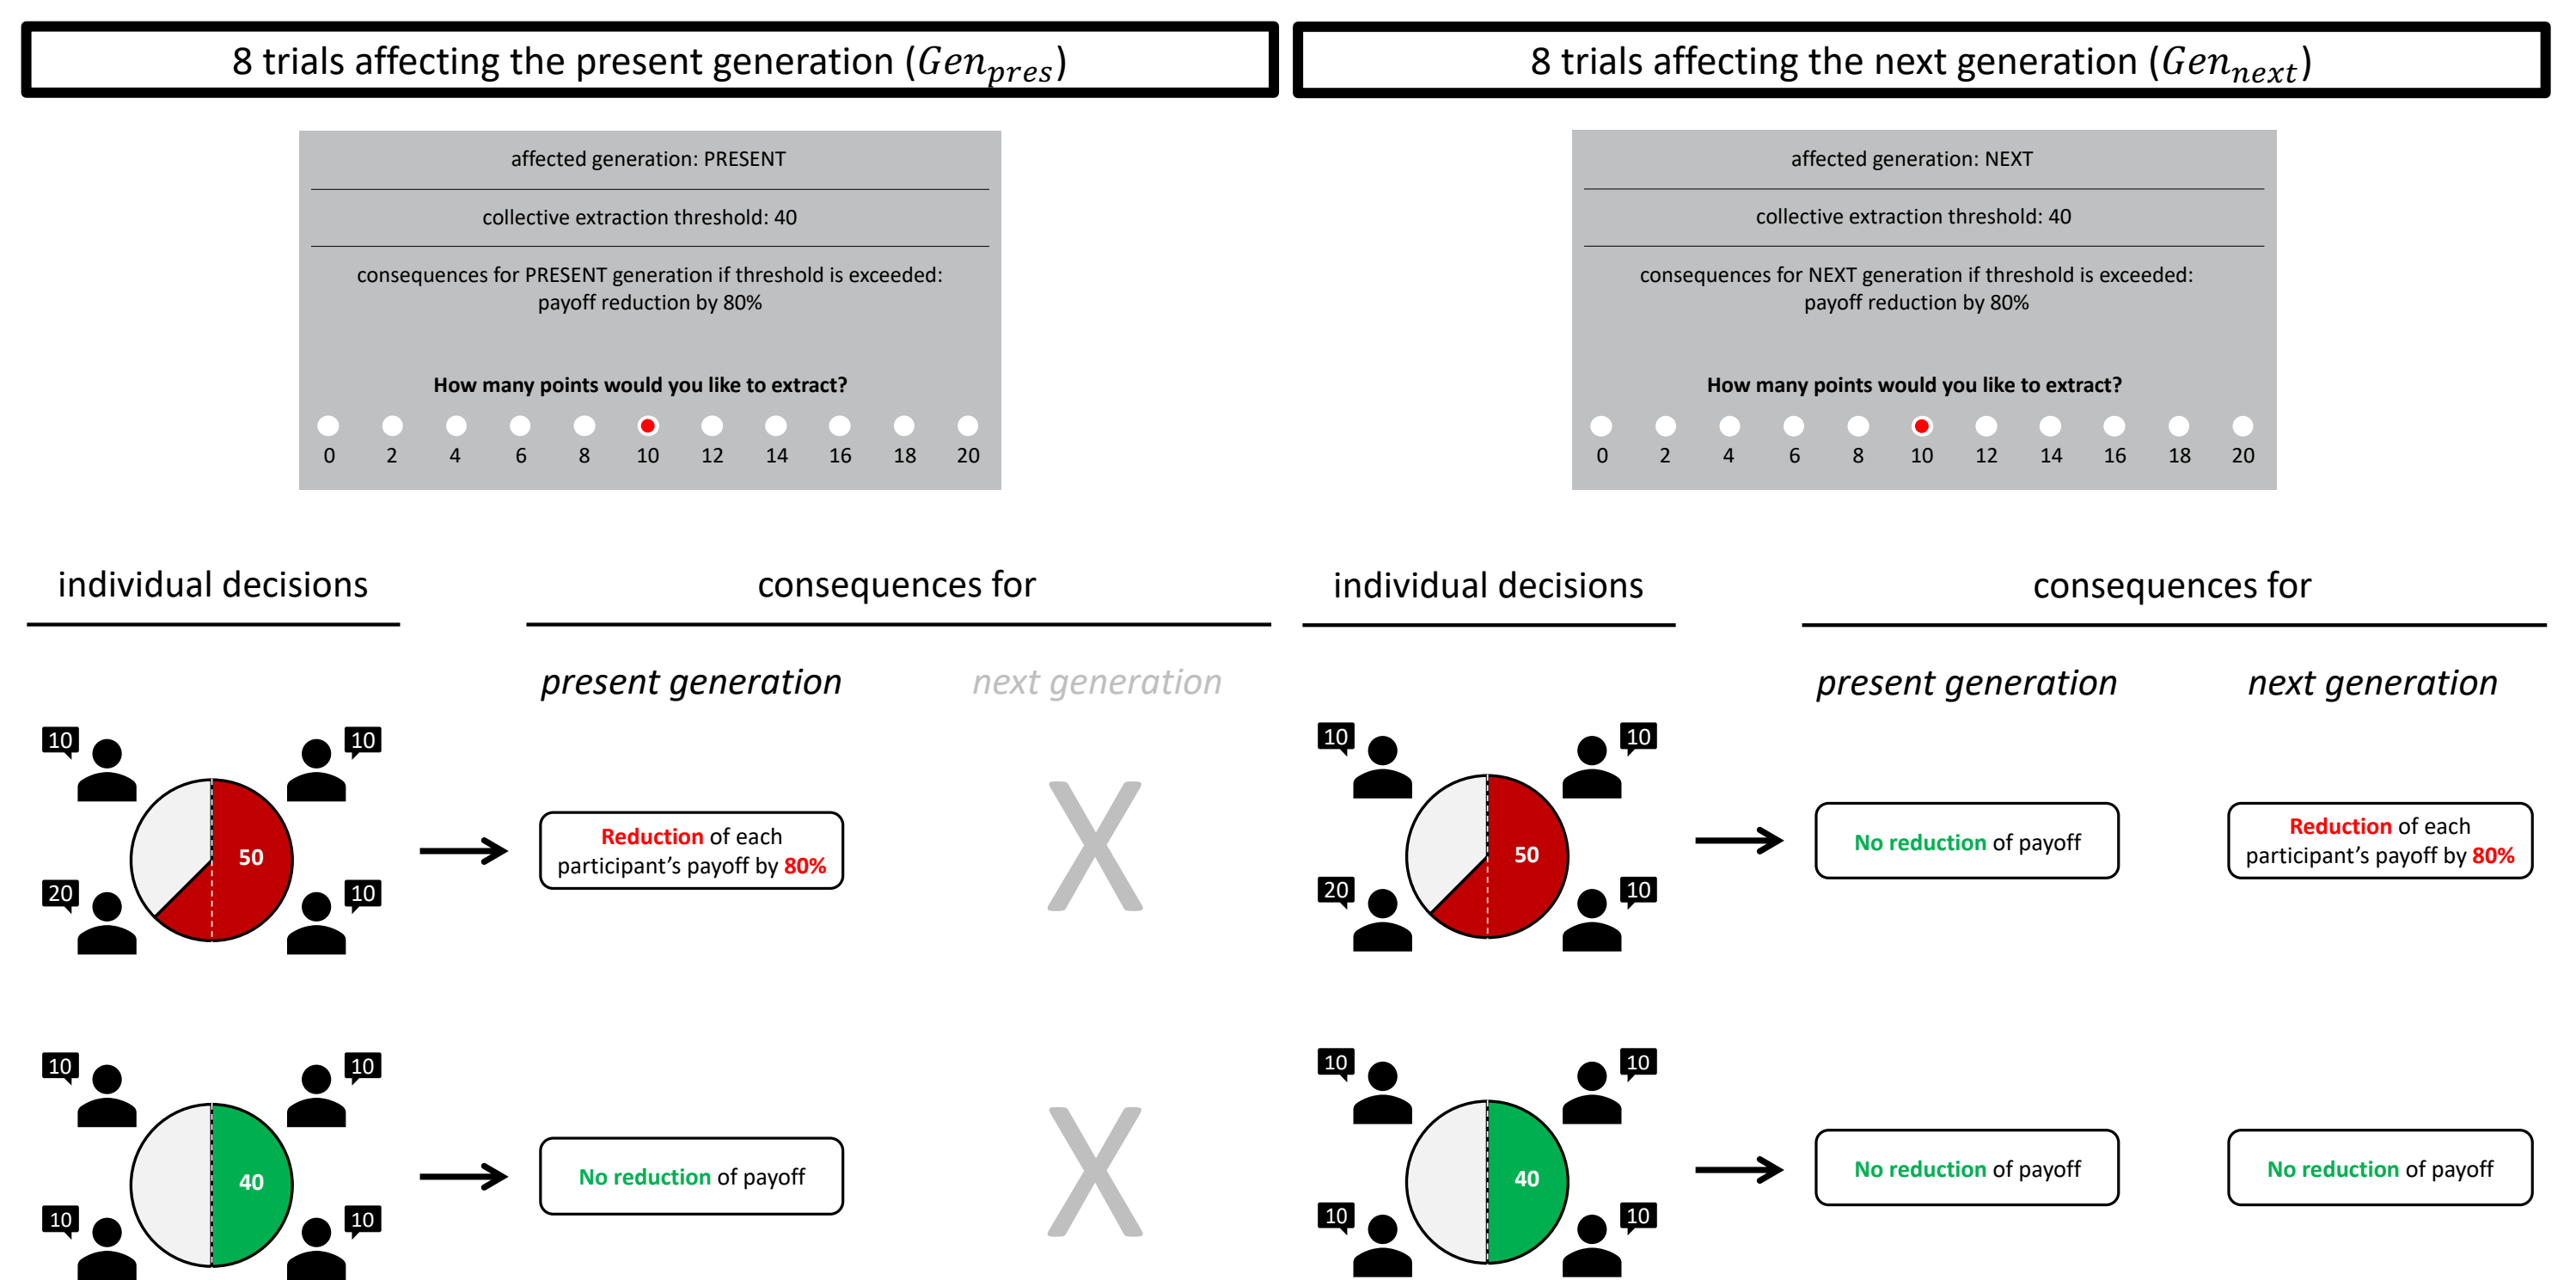 8 trials affecting the present generation (Gen_pres)
affected generation: PRESENT
collective extraction threshold: 40
consequences for PRESENT generation if threshold is exceeded:
payoff reduction by 80%
How many points would you like to extract?
0 2 4 6 8 10 12 14 16 18 20
individual decisions
consequences for
present generation
next generation
10
10
50
20
10
Reduction of each
participant's payoff by 80%
X
10
10
40
10
10
No reduction of payoff
X
8 trials affecting the next generation (Gen_next)
affected generation: NEXT
collective extraction threshold: 40
consequences for NEXT generation if threshold is exceeded:
payoff reduction by 80%
How many points would you like to extract?
0 2 4 6 8 10 12 14 16 18 20
individual decisions
consequences for
present generation
next generation
10
10
50
20
10
No reduction of payoff
Reduction of each
participant's payoff by 80%
10
10
40
10
10
No reduction of payoff
No reduction of payoff